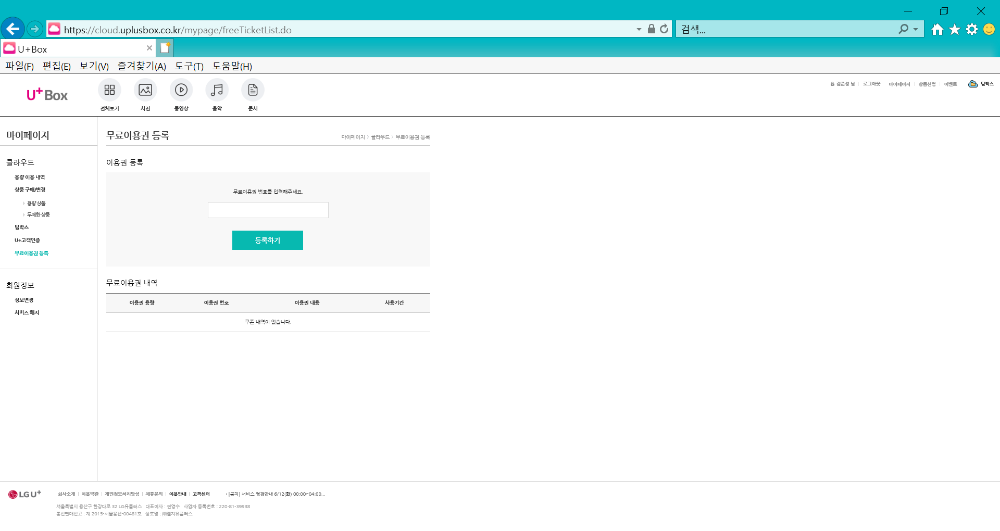 https://cloud.uplusbox.co.kr/mypage/freeTicketList.do
검색...
U+Box
파일(F) 편집(E) 보기(V) 즐겨찾기(A) 도구(T) 도움말(H)
U+ Box
전체보기 사진 동영상 음악 문서
김준성 님 로그아웃 마이페이지 상품신청 이벤트 팀박스
마이페이지
클라우드
용량 이용 내역
상품 구매/변경
용량 상품
무제한 상품
팀박스
U+고객인증
무료이용권 등록
회원정보
정보변경
서비스 해지
무료이용권 등록
마이페이지 > 클라우드 > 무료이용권 등록
이용권 등록
무료이용권 번호를 입력해주세요.
등록하기
무료이용권 내역
이용권 용량 이용권 번호 이용권 내용 사용기간
쿠폰 내역이 없습니다.
LG U+
회사소개 이용약관 개인정보처리방침 제휴문의 이용안내 고객센터
• [공지] 서비스 점검안내 6/12(화) 00:00~04:00...
서울특별시 용산구 한강대로 32 LG유플러스 대표이사 : 권영수 사업자 등록번호 : 220-81-39938
통신판매신고 : 제 2015-서울용산-00481호 상호명 : ㈜엘지유플러스